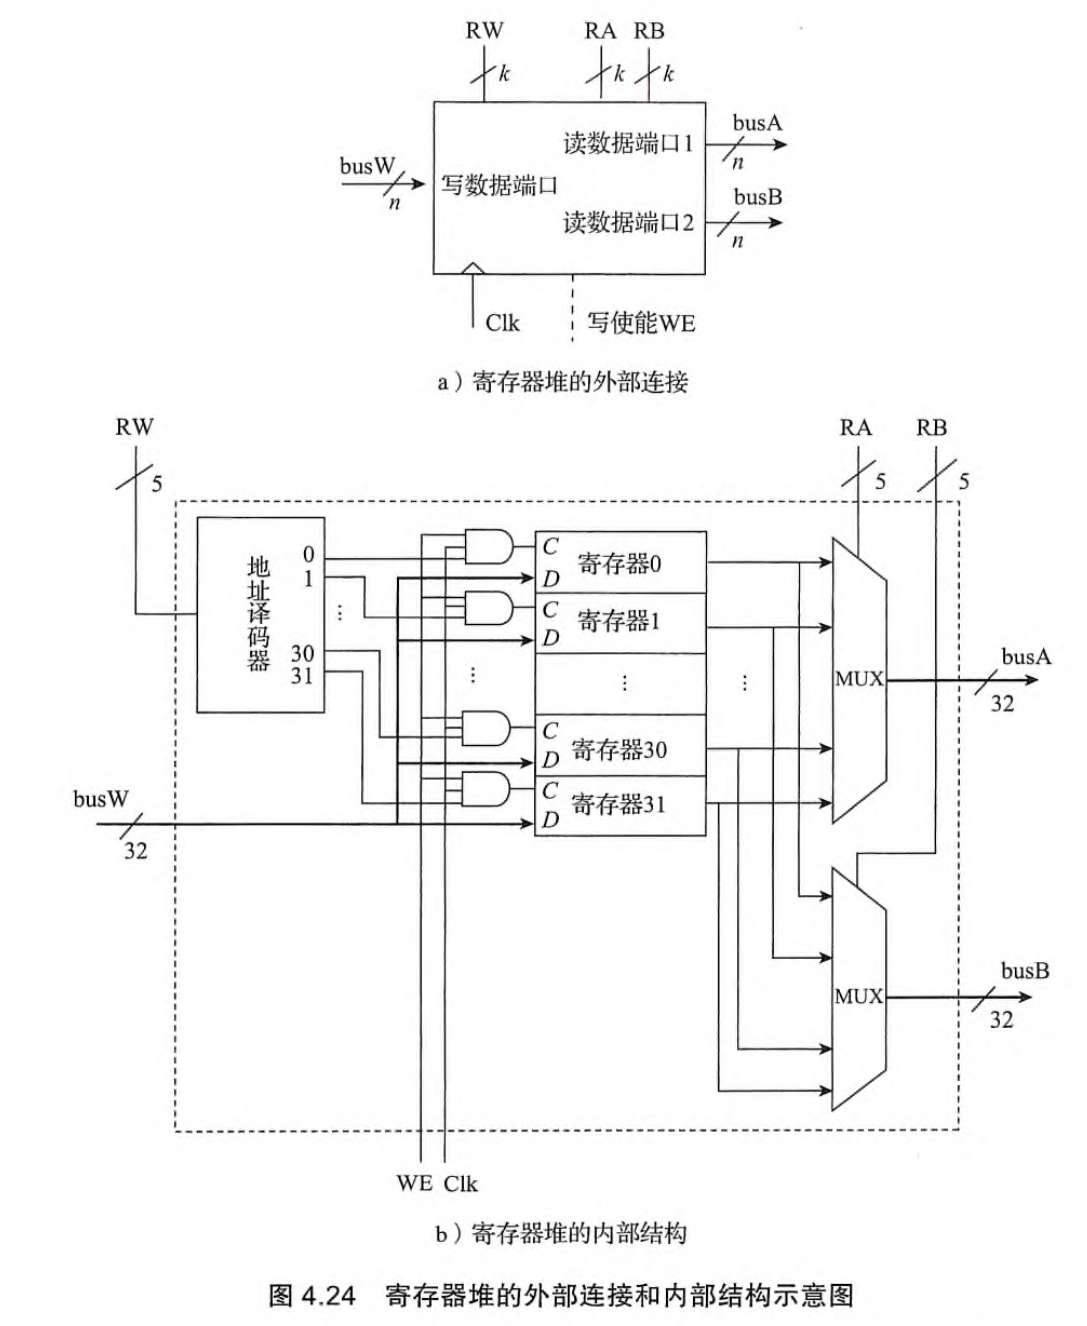 RW RA RB
k k k
读数据端口1 busA
n
busW 写数据端口
n
读数据端口2 busB
n
Clk 写使能WE
a）寄存器堆的外部连接
RW RA RB
5 5 5
地址译码器
0
1
⋮
30
31
C 寄存器0
D
C 寄存器1
D
⋮ ⋮ ⋮
C 寄存器30
D
C 寄存器31
D
MUX busA
32
busW
32
MUX busB
32
WE Clk
b）寄存器堆的内部结构
图 4.24 寄存器堆的外部连接和内部结构示意图